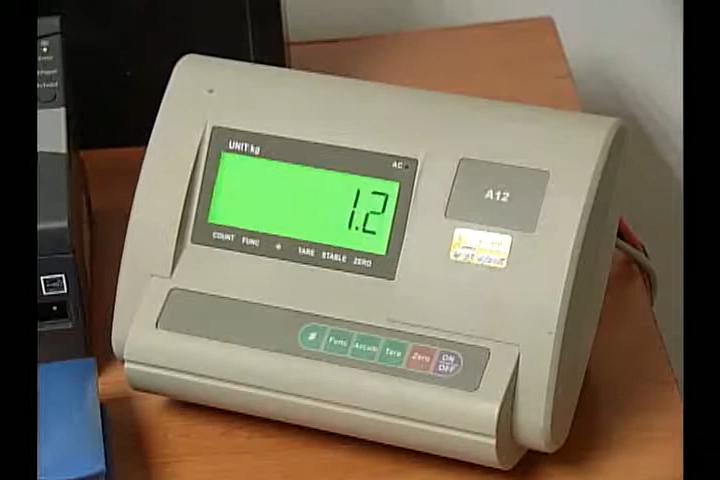 UNIT:kg
AC
1.2
COUNT FUNC TARE STABLE ZERO
A12
# Func Accum Tare Zero ON/OFF